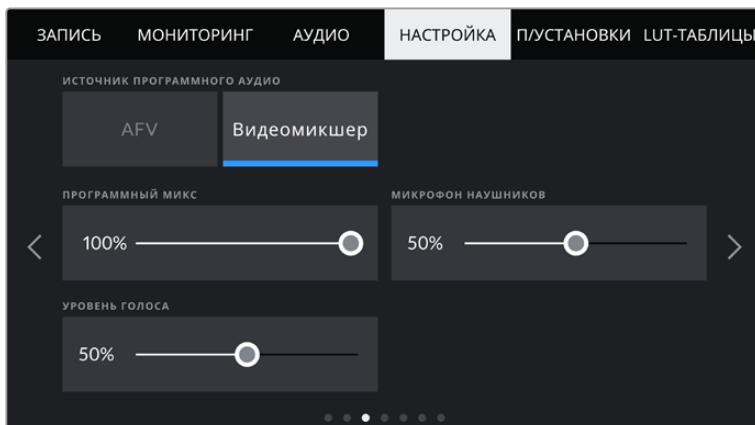 ЗАПИСЬ МОНИТОРИНГ АУДИО НАСТРОЙКА П/УСТАНОВКИ LUT-ТАБЛИЦЫ
ИСТОЧНИК ПРОГРАММНОГО АУДИО
AFV Видеомикшер
ПРОГРАММНЫЙ МИКС МИКРОФОН НАУШНИКОВ
100% 50%
УРОВЕНЬ ГОЛОСА
50%